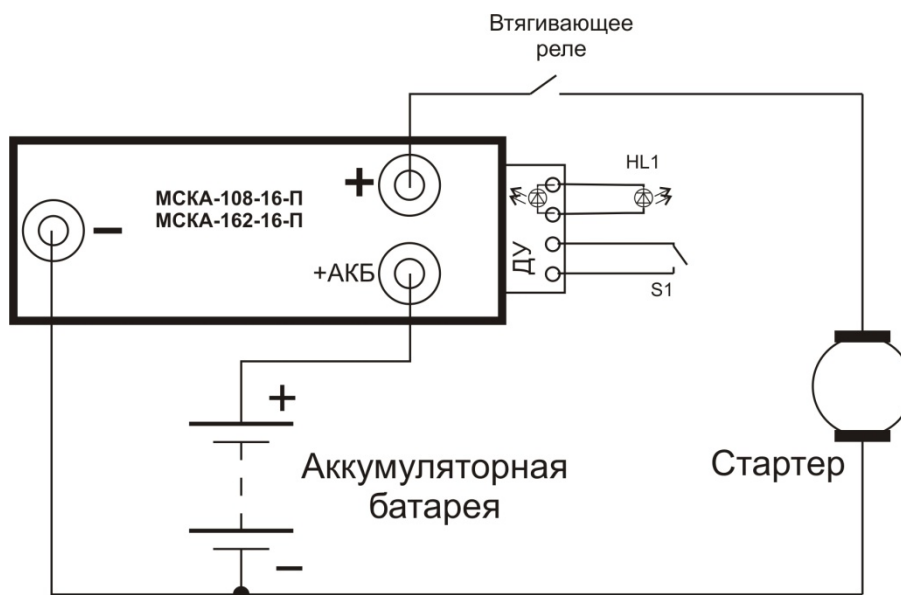 Втягивающее
реле
HL1
+
МСКА-108-16-П
МСКА-162-16-П
−
ДУ
+АКБ
S1
+
Аккумуляторная
батарея
Стартер
−